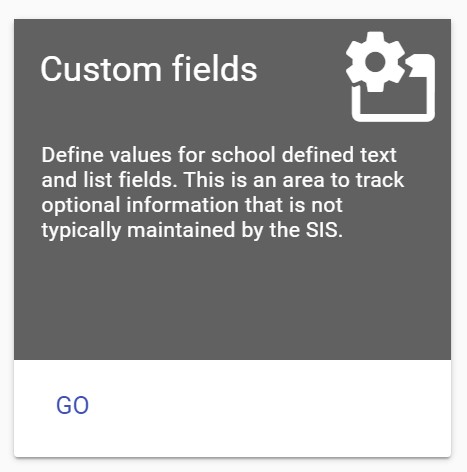 Custom fields
Define values for school defined text
and list fields. This is an area to track
optional information that is not
typically maintained by the SIS.
GO